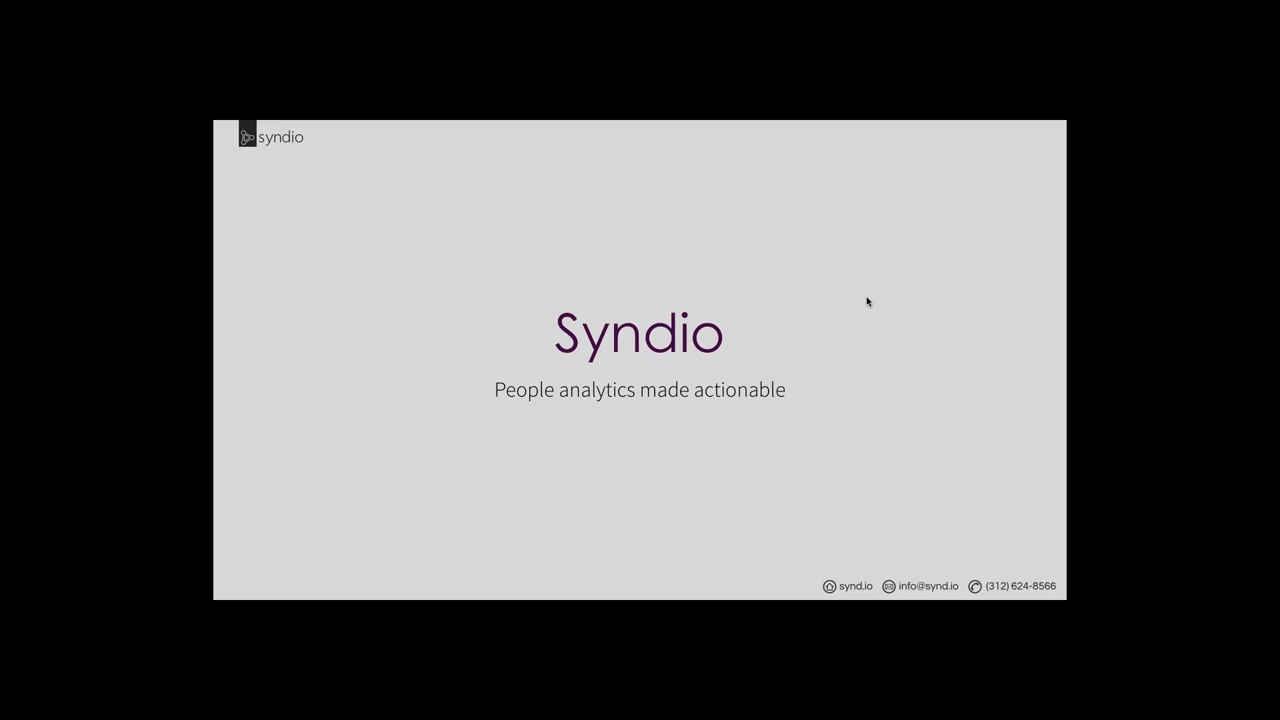 syndio
Syndio
People analytics made actionable
synd.io info@synd.io (312) 624-8566